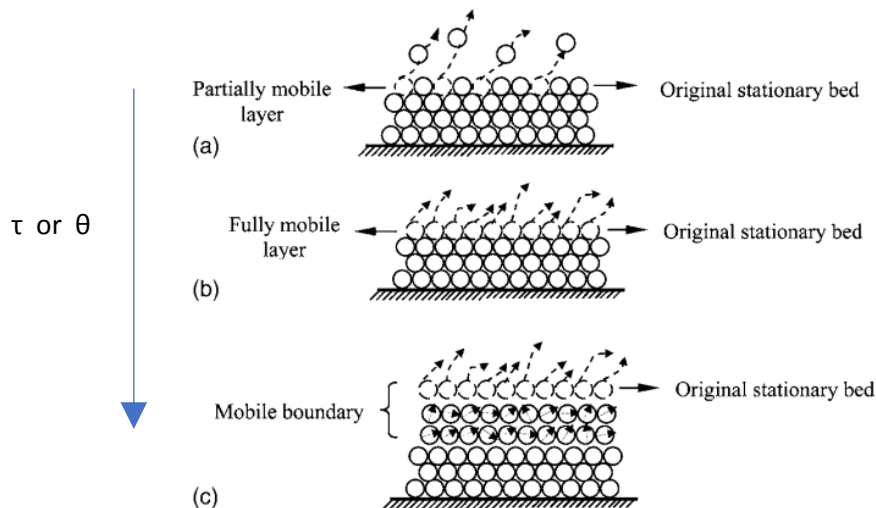 Partially mobile
layer
Original stationary bed
(a)
τ or θ
Fully mobile
layer
Original stationary bed
(b)
Mobile boundary
Original stationary bed
(c)